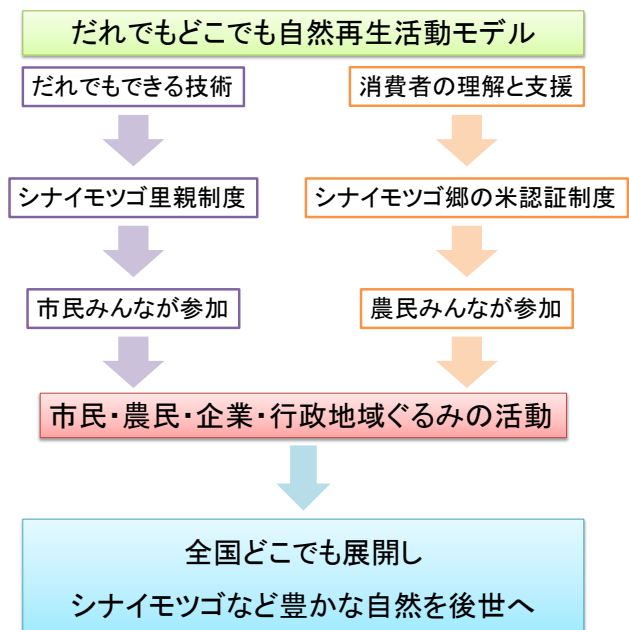 だれでもどこでも自然再生活動モデル
だれでもできる技術
消費者の理解と支援
シナイモツゴ里親制度
シナイモツゴ郷の米認証制度
市民みんなが参加
農民みんなが参加
市民・農民・企業・行政地域ぐるみの活動
全国どこでも展開し
シナイモツゴなど豊かな自然を後世へ